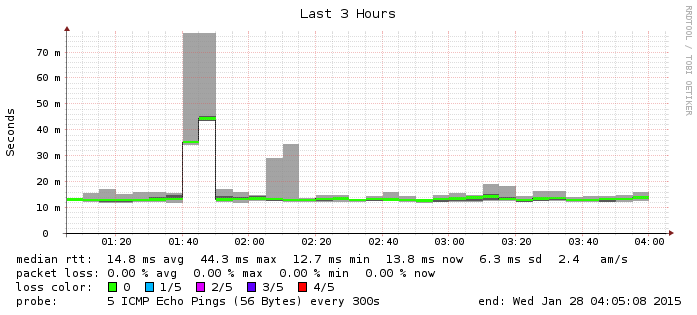 Last 3 Hours
RRDTOOL / TOBI OETIKER
Seconds
70 m
60 m
50 m
40 m
30 m
20 m
10 m
0
01:20 01:40 02:00 02:20 02:40 03:00 03:20 03:40 04:00
median rtt: 14.8 ms avg 44.3 ms max 12.7 ms min 13.8 ms now 6.3 ms sd 2.4 am/s
packet loss: 0.00 % avg 0.00 % max 0.00 % min 0.00 % now
loss color: 0 1/5 2/5 3/5 4/5
probe: 5 ICMP Echo Pings (56 Bytes) every 300s end: Wed Jan 28 04:05:08 2015